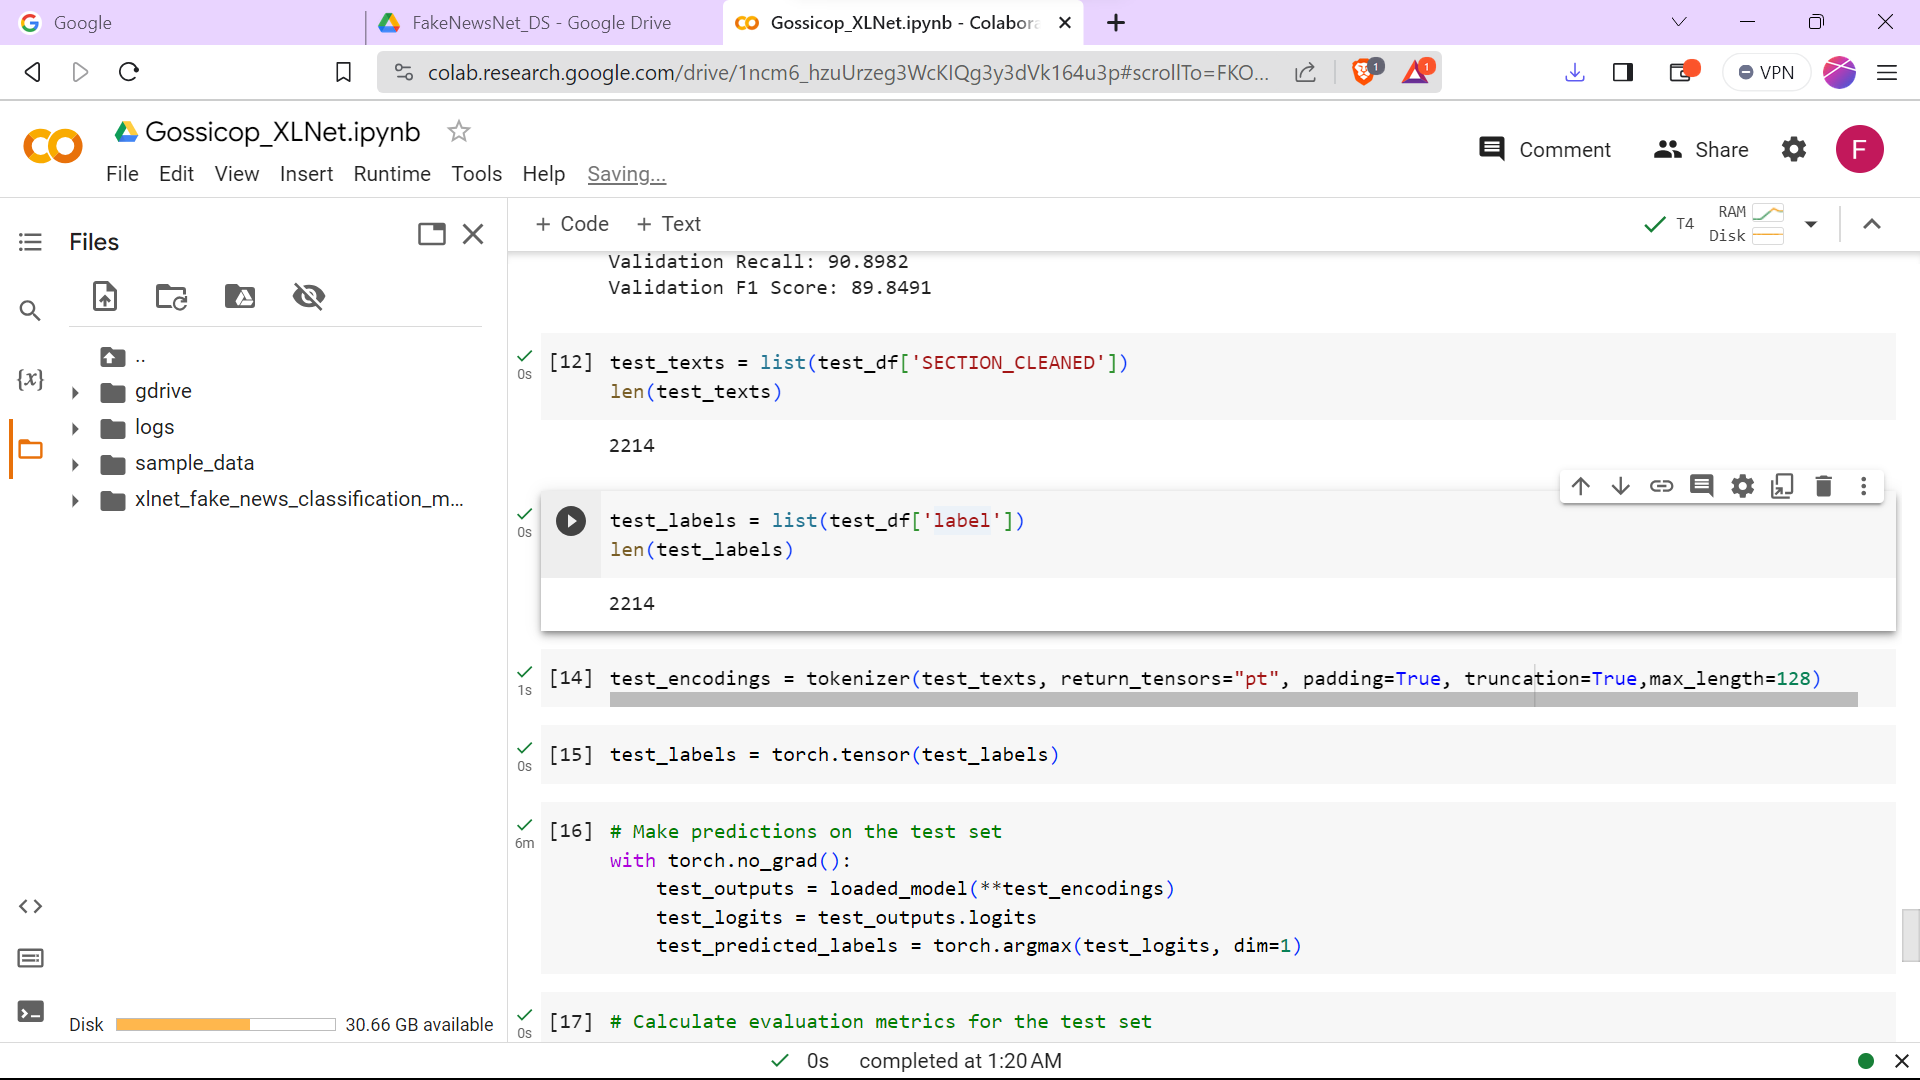 Google
FakeNewsNet_DS - Google Drive
Gossicop_XLNet.ipynb - Colabora
colab.research.google.com/drive/1ncm6_hzuUrzeg3WcKIQg3y3dVk164u3p#scrollTo=FKO...
1
1
VPN
Gossicop_XLNet.ipynb
File Edit View Insert Runtime Tools Help Saving...
Comment
Share
F
Files
+ Code + Text
T4
RAM
Disk
..
gdrive
logs
sample_data
xlnet_fake_news_classification_m...
Disk
30.66 GB available
Validation Recall: 90.8982
Validation F1 Score: 89.8491
0s
[12] test_texts = list(test_df['SECTION_CLEANED'])
len(test_texts)
2214
0s
test_labels = list(test_df['label'])
len(test_labels)
2214
1s
[14] test_encodings = tokenizer(test_texts, return_tensors="pt", padding=True, truncation=True,max_length=128)
0s
[15] test_labels = torch.tensor(test_labels)
6m
[16] # Make predictions on the test set
with torch.no_grad():
    test_outputs = loaded_model(**test_encodings)
    test_logits = test_outputs.logits
    test_predicted_labels = torch.argmax(test_logits, dim=1)
0s
[17] # Calculate evaluation metrics for the test set
0s completed at 1:20 AM